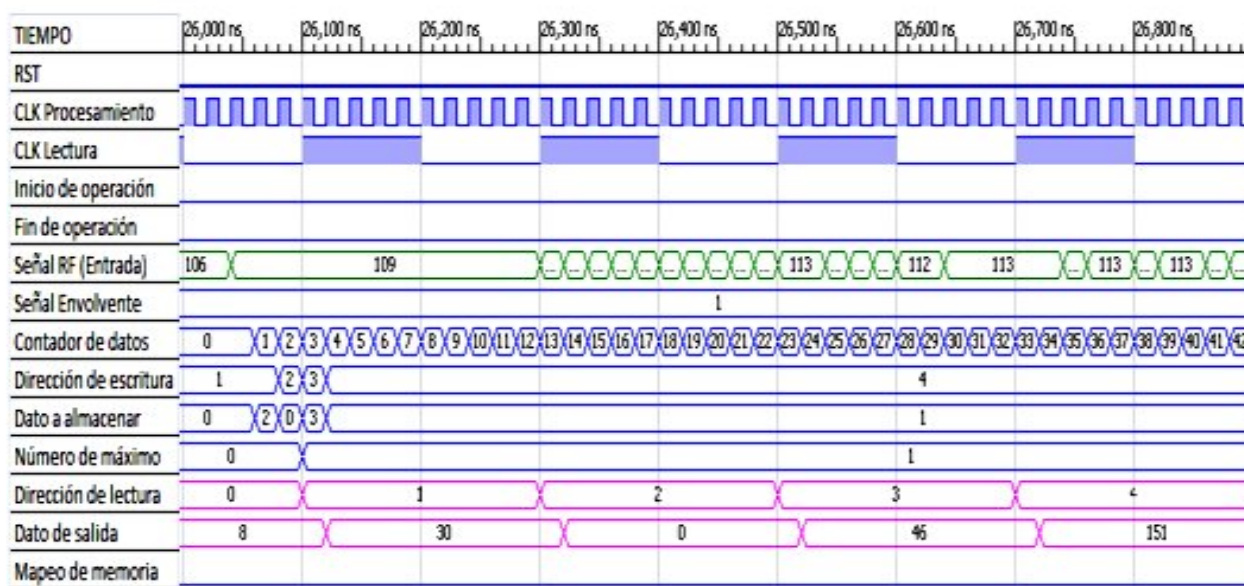 TIEMPO 26,000 ns 26,100 ns 26,200 ns 26,300 ns 26,400 ns 26,500 ns 26,600 ns 26,700 ns 26,800 ns
RST
CLK Procesamiento
CLK Lectura
Inicio de operación
Fin de operación
Señal RF (Entrada) 106 109 ... ... ... ... ... ... ... ... ... ... 113 ... ... ... 112 113 ... 113 ... 113 ... ...
Señal Envolvente 1
Contador de datos 0 1 2 3 4 5 6 7 8 9 10 11 12 13 14 15 16 17 18 19 20 21 22 23 24 25 26 27 28 29 30 31 32 33 34 35 36 37 38 39 40 41 42
Dirección de escritura 1 2 3 4
Dato a almacenar 0 2 0 3 1
Número de máximo 0 1
Dirección de lectura 0 1 2 3 4
Dato de salida 8 30 0 46 151
Mapeo de memoria